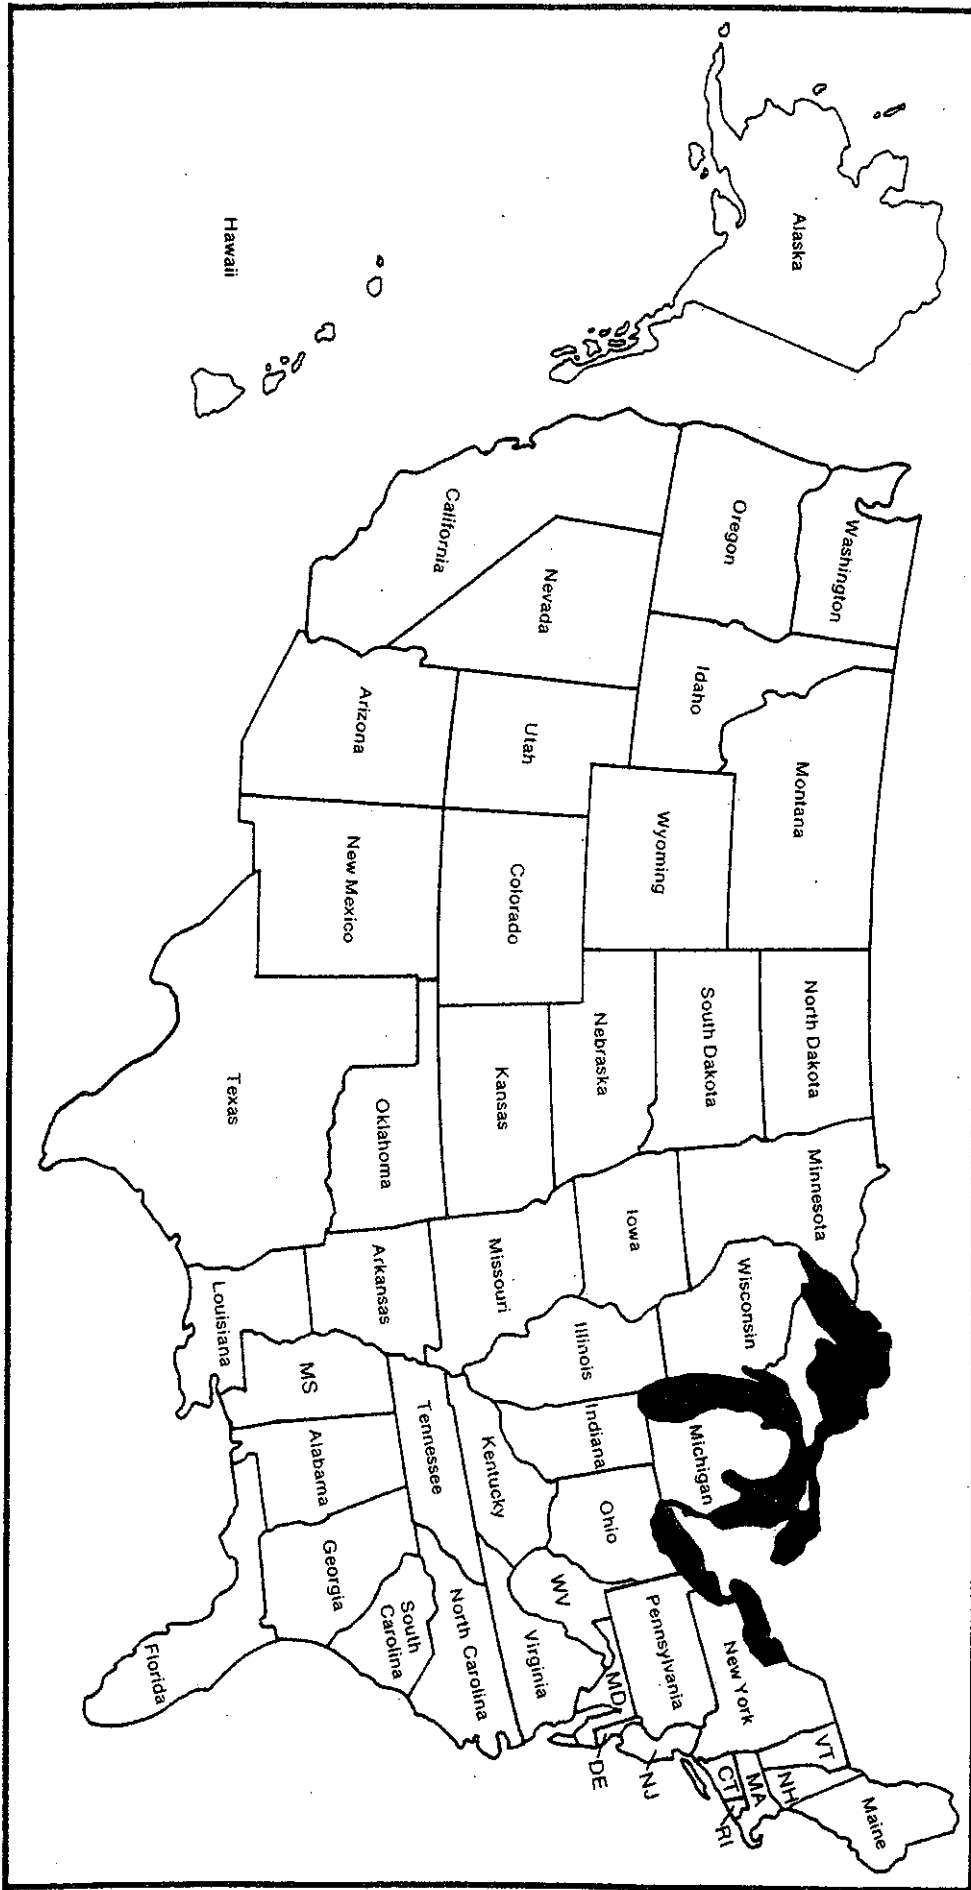 Alaska
Hawaii
Washington
Oregon
California
Nevada
Idaho
Montana
Wyoming
Utah
Arizona
Colorado
New Mexico
North Dakota
South Dakota
Nebraska
Kansas
Oklahoma
Texas
Minnesota
Iowa
Missouri
Arkansas
Louisiana
Wisconsin
Illinois
Michigan
Indiana
Ohio
Kentucky
Tennessee
MS
Alabama
Georgia
Florida
South
Carolina
North Carolina
Virginia
WV
MD
DE
Pennsylvania
NJ
New York
CT
RI
MA
VT
NH
Maine